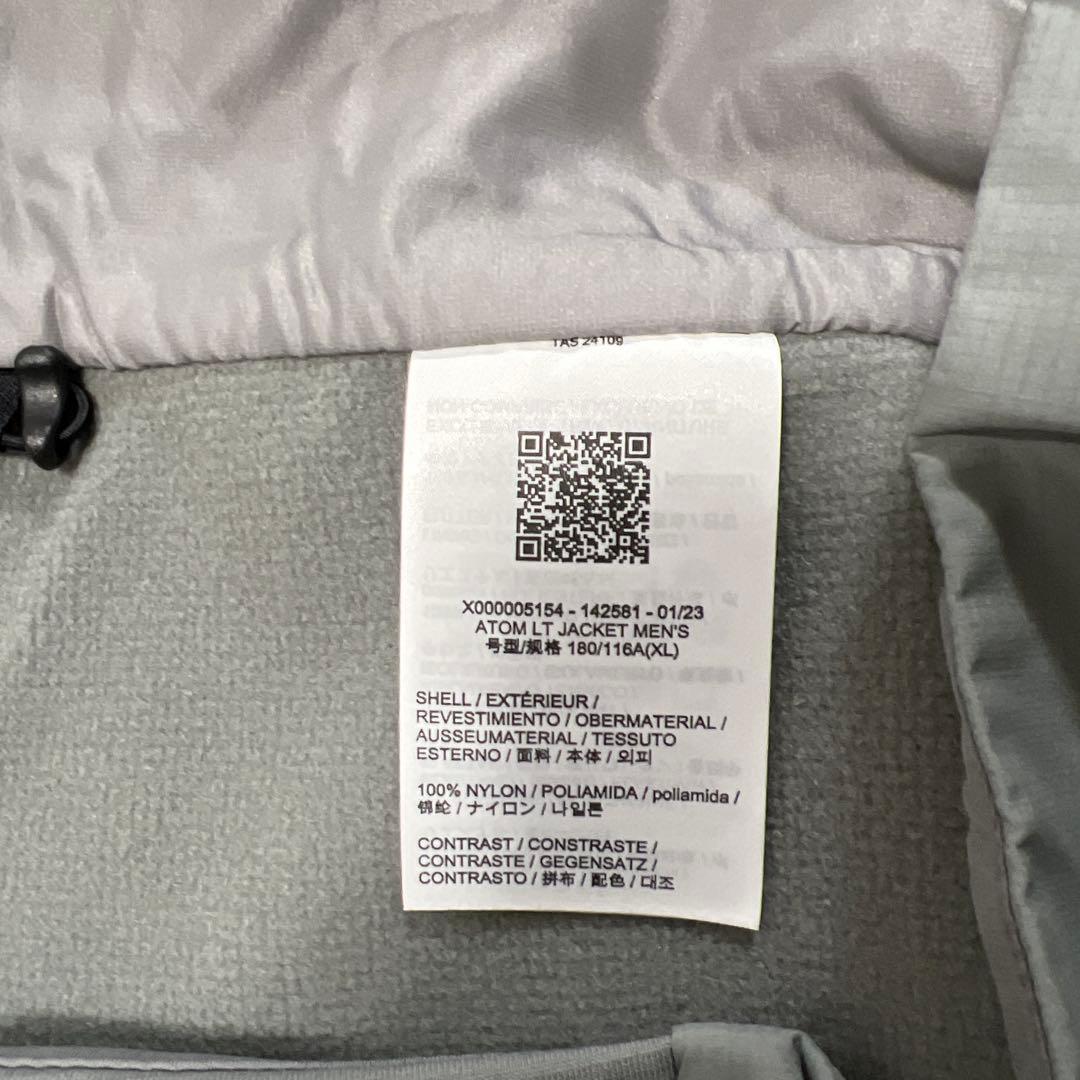 TAS 24109
X000005154 - 142581 - 01/23
ATOM LT JACKET MEN'S
号型/规格 180/116A(XL)
SHELL / EXTÉRIEUR /
REVESTIMIENTO / OBERMATERIAL /
AUSSEUMATERIAL / TESSUTO
ESTERNO / 面料 / 本体 / 외피
100% NYLON / POLIAMIDA / poliamida /
锦纶 / ナイロン / 나일론
CONTRAST / CONSTRASTE /
CONTRASTE / GEGENSATZ /
CONTRASTO / 拼布 / 配色 / 대조